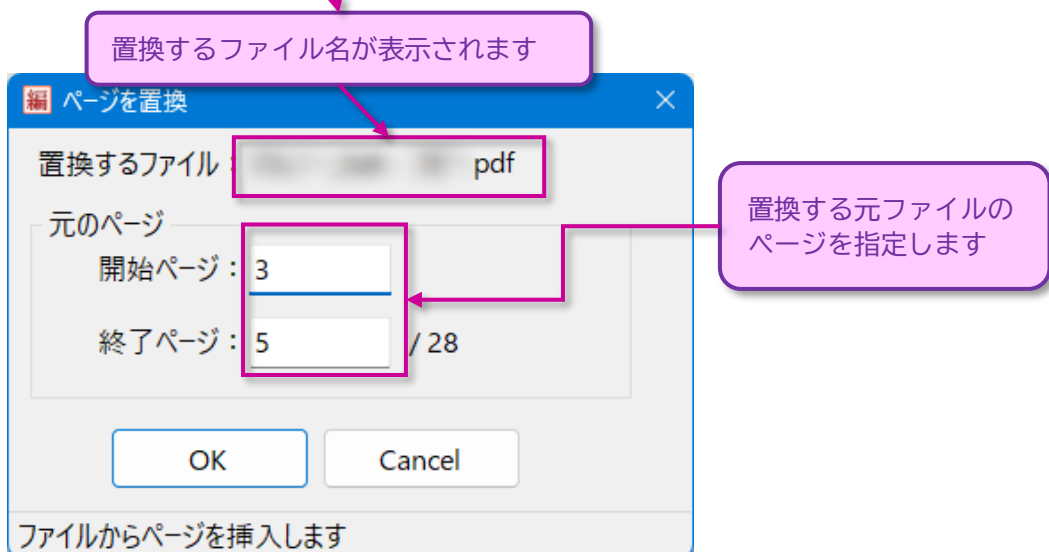 置換するファイル名が表示されます
編 ページを置換
置換するファイル: pdf
元のページ
開始ページ: 3
終了ページ: 5 / 28
置換する元ファイルの
ページを指定します
OK Cancel
ファイルからページを挿入します